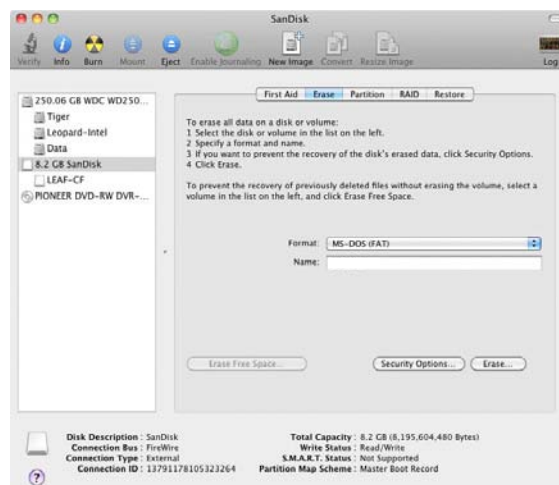 SanDisk
Verify Info Burn Mount Eject Enable Journaling New Image Convert Resize Image Log
250.06 GB WDC WD250...
Tiger
Leopard-Intel
Data
8.2 GB SanDisk
LEAF-CF
PIONEER DVD-RW DVR-...
First Aid Erase Partition RAID Restore
To erase all data on a disk or volume:
1 Select the disk or volume in the list on the left.
2 Specify a format and name.
3 If you want to prevent the recovery of the disk's erased data, click Security Options.
4 Click Erase.
To prevent the recovery of previously deleted files without erasing the volume, select a
volume in the list on the left, and click Erase Free Space.
Format: MS-DOS (FAT)
Name:
Erase Free Space... Security Options... Erase...
Disk Description : SanDisk
Connection Bus : FireWire
Connection Type : External
Connection ID : 13791178105323264
Total Capacity : 8.2 GB (8,195,604,480 Bytes)
Write Status : Read/Write
S.M.A.R.T. Status : Not Supported
Partition Map Scheme : Master Boot Record
?